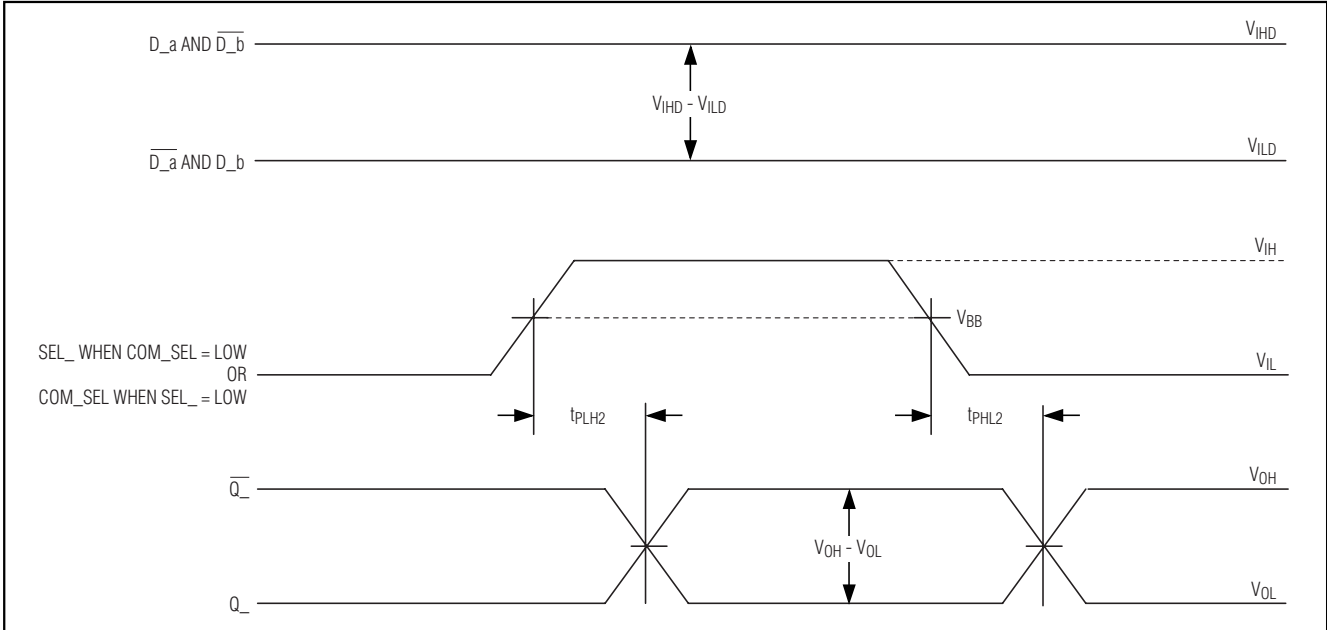 D_a AND D_b
V_IHD
V_IHD - V_ILD
D_a AND D_b
V_ILD
V_IH
V_BB
SEL_ WHEN COM_SEL = LOW
OR
COM_SEL WHEN SEL_ = LOW
V_IL
t_PLH2
t_PHL2
Q_
V_OH
V_OH - V_OL
Q_
V_OL